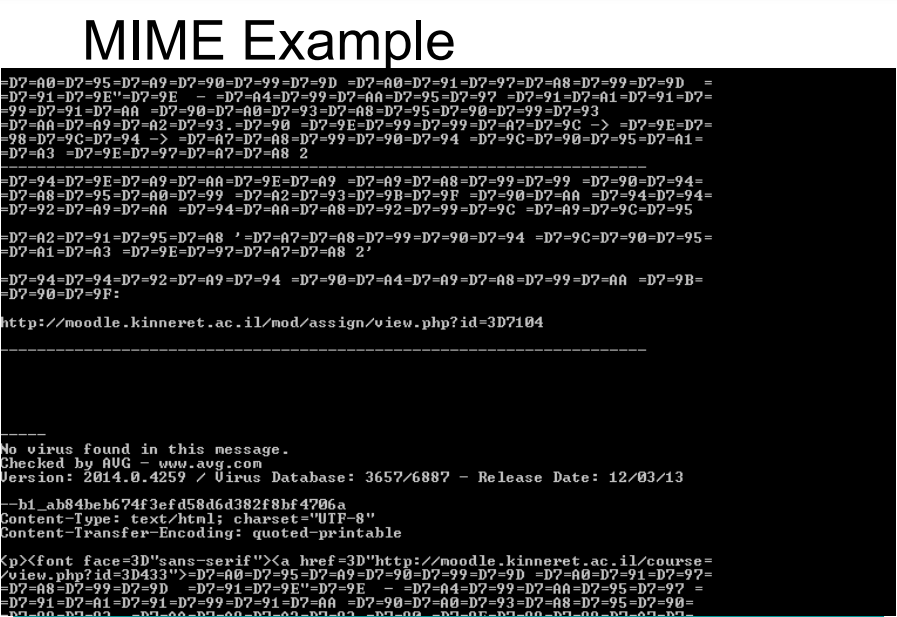 MIME Example
=D7=A0=D7=95=D7=A9=D7=90=D7=99=D7=9D =D7=A0=D7=91=D7=97=D7=A8=D7=99=D7=9D  =
=D7=91=D7=9E"=D7=9E  - =D7=A4=D7=99=D7=AA=D7=95=D7=97 =D7=91=D7=A1=D7=91=D7=
=99=D7=91=D7=AA =D7=90=D7=A0=D7=93=D7=A8=D7=95=D7=90=D7=99=D7=93
=D7=AA=D7=A9=D7=A2=D7=93.=D7=90 =D7=9E=D7=99=D7=99=D7=A7=D7=9C -> =D7=9E=D7=
=98=D7=9C=D7=94 -> =D7=A7=D7=A8=D7=99=D7=90=D7=94 =D7=9C=D7=90=D7=95=D7=A1=
=D7=A3 =D7=9E=D7=97=D7=A7=D7=A8 2
---------------------------------------------------------------------
=D7=94=D7=9E=D7=A9=D7=AA=D7=9E=D7=A9 =D7=A9=D7=A8=D7=99=D7=99 =D7=90=D7=94=
=D7=A8=D7=95=D7=A0=D7=99 =D7=A2=D7=93=D7=9B=D7=9F =D7=90=D7=AA =D7=94=D7=94=
=D7=92=D7=A9=D7=AA =D7=94=D7=AA=D7=A8=D7=92=D7=99=D7=9C =D7=A9=D7=9C=D7=95
=D7=A2=D7=91=D7=95=D7=A8 '=D7=A7=D7=A8=D7=99=D7=90=D7=94 =D7=9C=D7=90=D7=95=
=D7=A1=D7=A3 =D7=9E=D7=97=D7=A7=D7=A8 2'
=D7=94=D7=94=D7=92=D7=A9=D7=94 =D7=90=D7=A4=D7=A9=D7=A8=D7=99=D7=AA =D7=9B=
=D7=90=D7=9F:
http://moodle.kinneret.ac.il/mod/assign/view.php?id=3D7104
---------------------------------------------------------------------
-----
No virus found in this message.
Checked by AVG - www.avg.com
Version: 2014.0.4259 / Virus Database: 3657/6887 - Release Date: 12/03/13
--b1_ab84beb674f3efd58d6d382f8bf4706a
Content-Type: text/html; charset="UTF-8"
Content-Transfer-Encoding: quoted-printable
<p><font face=3D"sans-serif"><a href=3D"http://moodle.kinneret.ac.il/course=
/view.php?id=3D433">=D7=A0=D7=95=D7=A9=D7=90=D7=99=D7=9D =D7=A0=D7=91=D7=97=
=D7=A8=D7=99=D7=9D  =D7=91=D7=9E"=D7=9E  - =D7=A4=D7=99=D7=AA=D7=95=D7=97 =
=D7=91=D7=A1=D7=91=D7=99=D7=91=D7=AA =D7=90=D7=A0=D7=93=D7=A8=D7=95=D7=90=